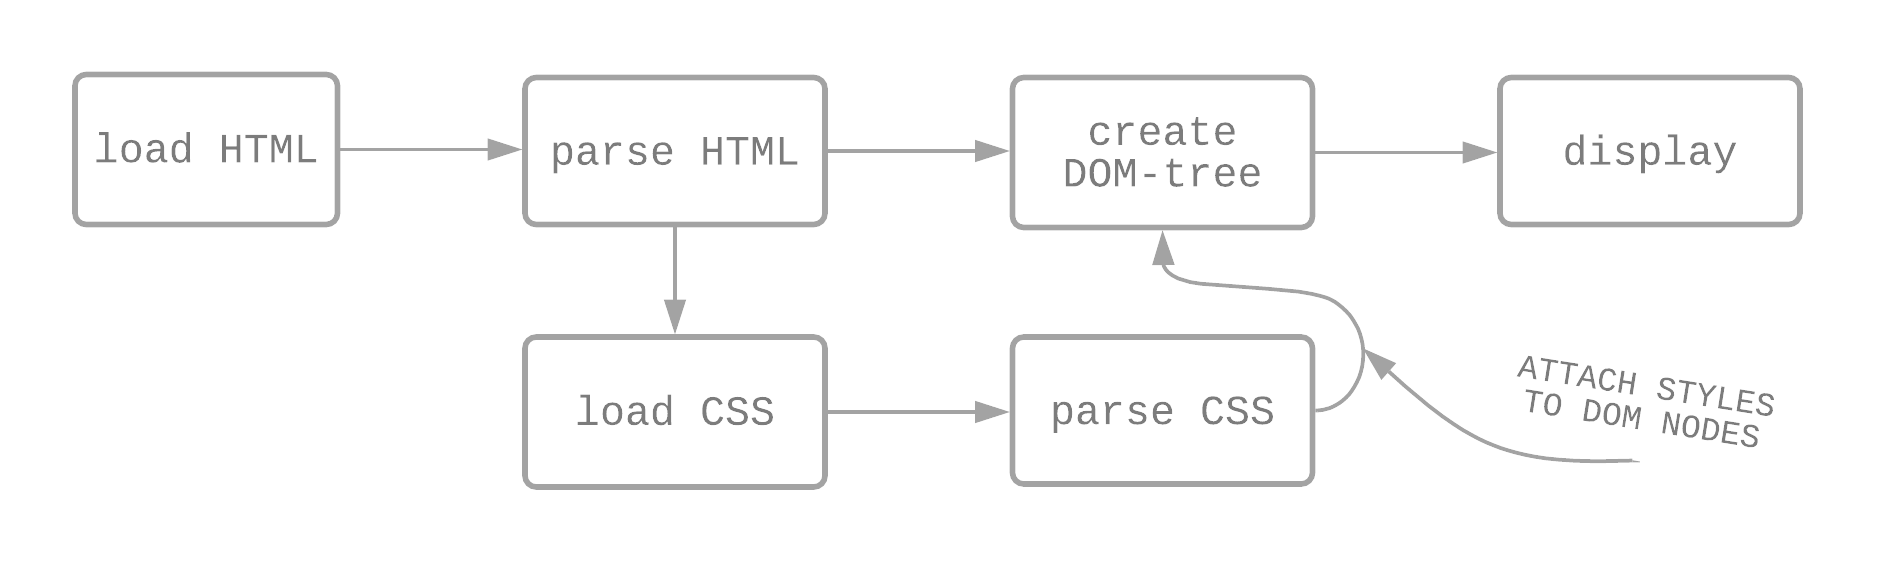 load HTML
parse HTML
create
DOM-tree
display
load CSS
parse CSS
ATTACH STYLES
TO DOM NODES